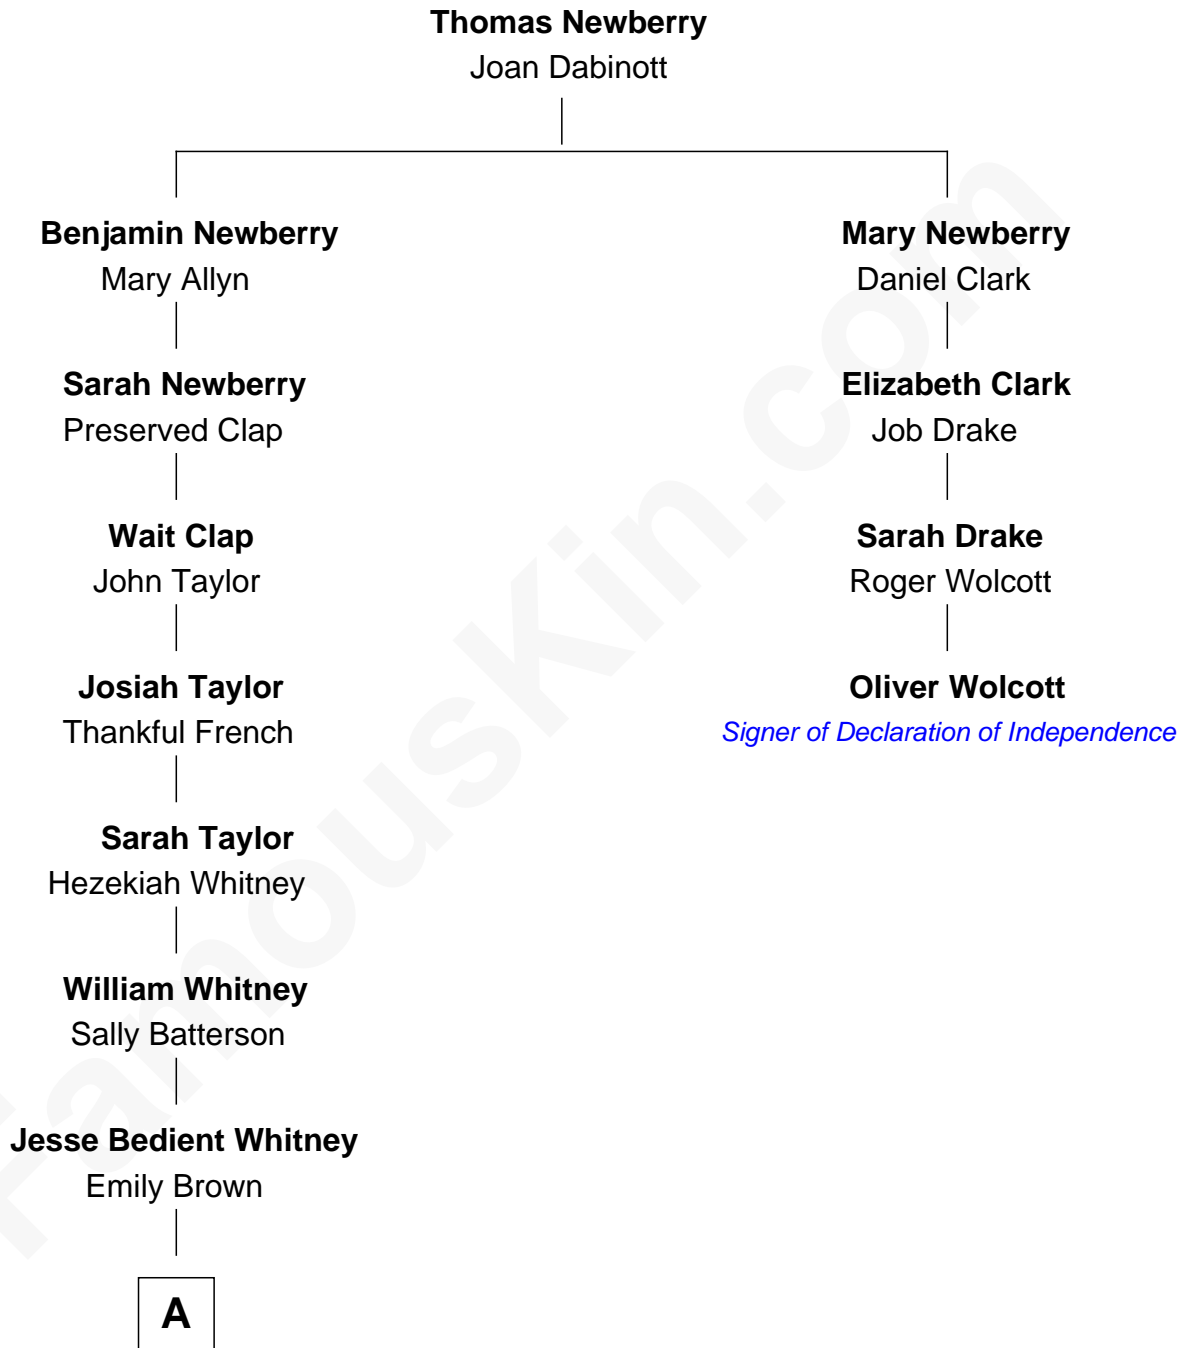 Thomas Newberry
Joan Dabinott
Benjamin Newberry
Mary Allyn
Mary Newberry
Daniel Clark
Sarah Newberry
Preserved Clap
Elizabeth Clark
Job Drake
Wait Clap
John Taylor
Sarah Drake
Roger Wolcott
Josiah Taylor
Thankful French
Oliver Wolcott
Signer of Declaration of Independence
Sarah Taylor
Hezekiah Whitney
William Whitney
Sally Batterson
Jesse Bedient Whitney
Emily Brown
A
FamousKin.com